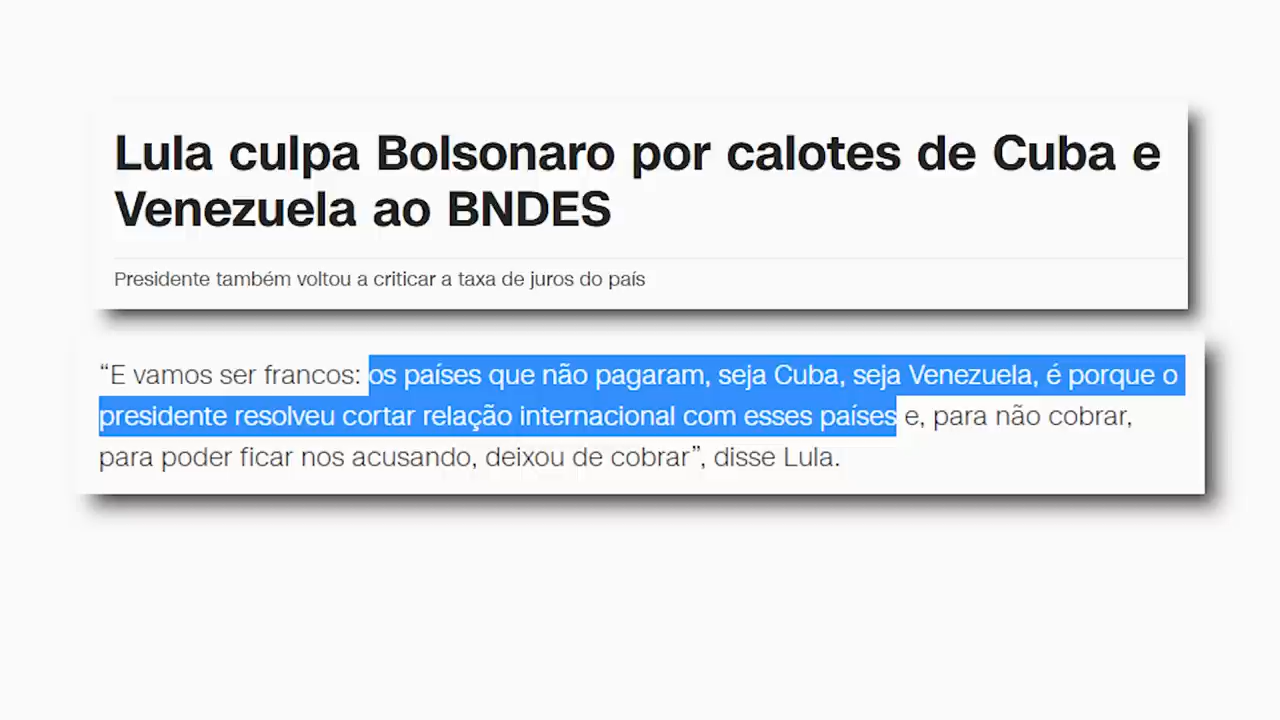 Lula culpa Bolsonaro por calotes de Cuba e
Venezuela ao BNDES
Presidente também voltou a criticar a taxa de juros do país
“E vamos ser francos: os países que não pagaram, seja Cuba, seja Venezuela, é porque o
presidente resolveu cortar relação internacional com esses países e, para não cobrar,
para poder ficar nos acusando, deixou de cobrar”, disse Lula.